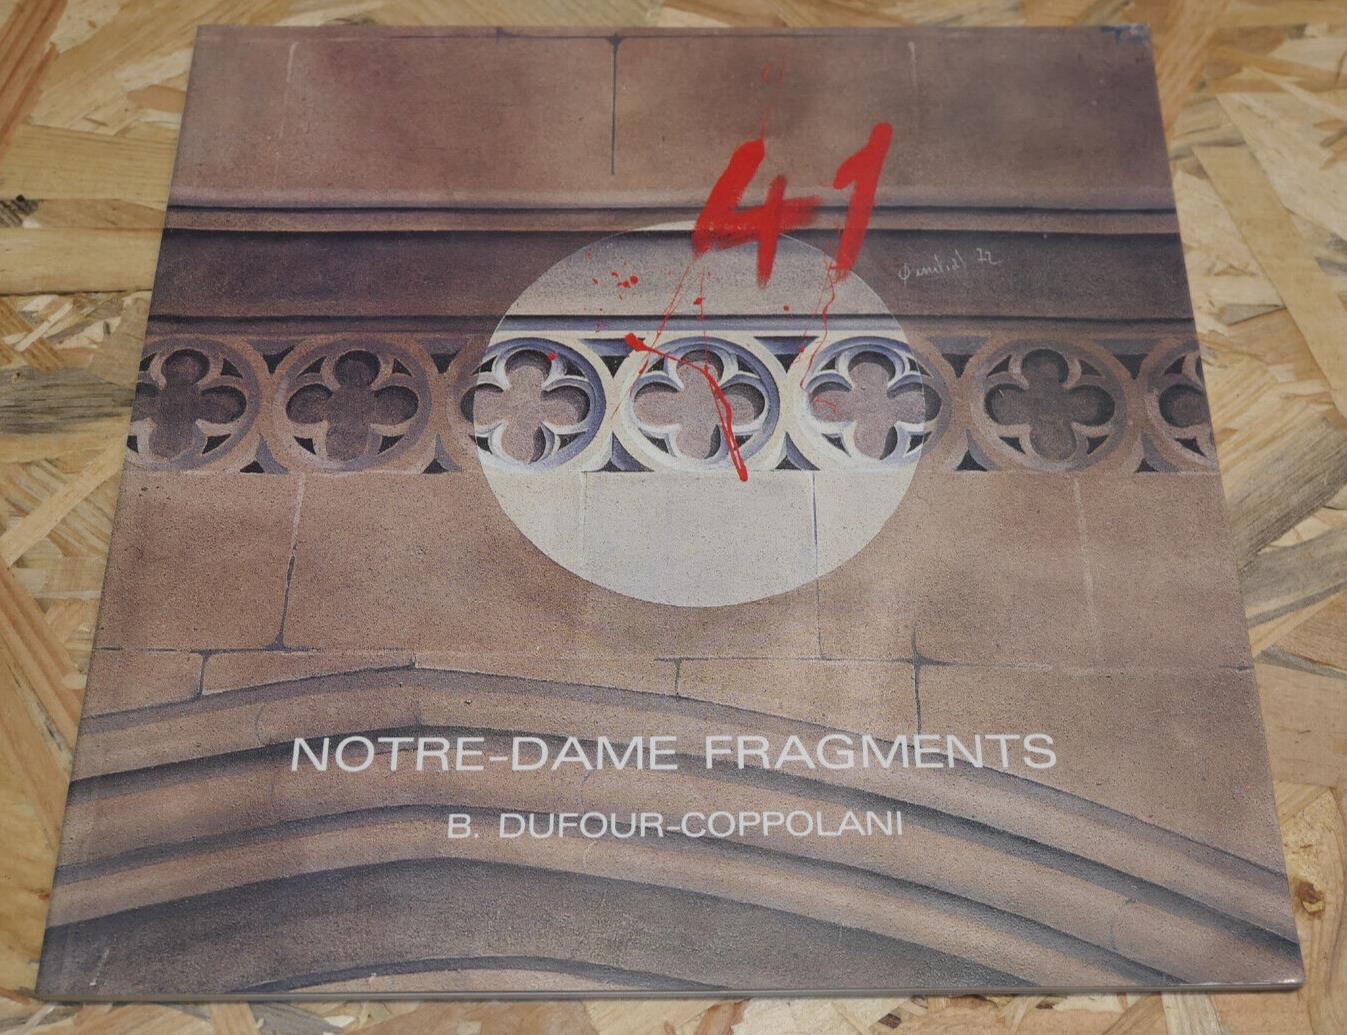 41
NOTRE-DAME FRAGMENTS
B. DUFOUR-COPPOLANI